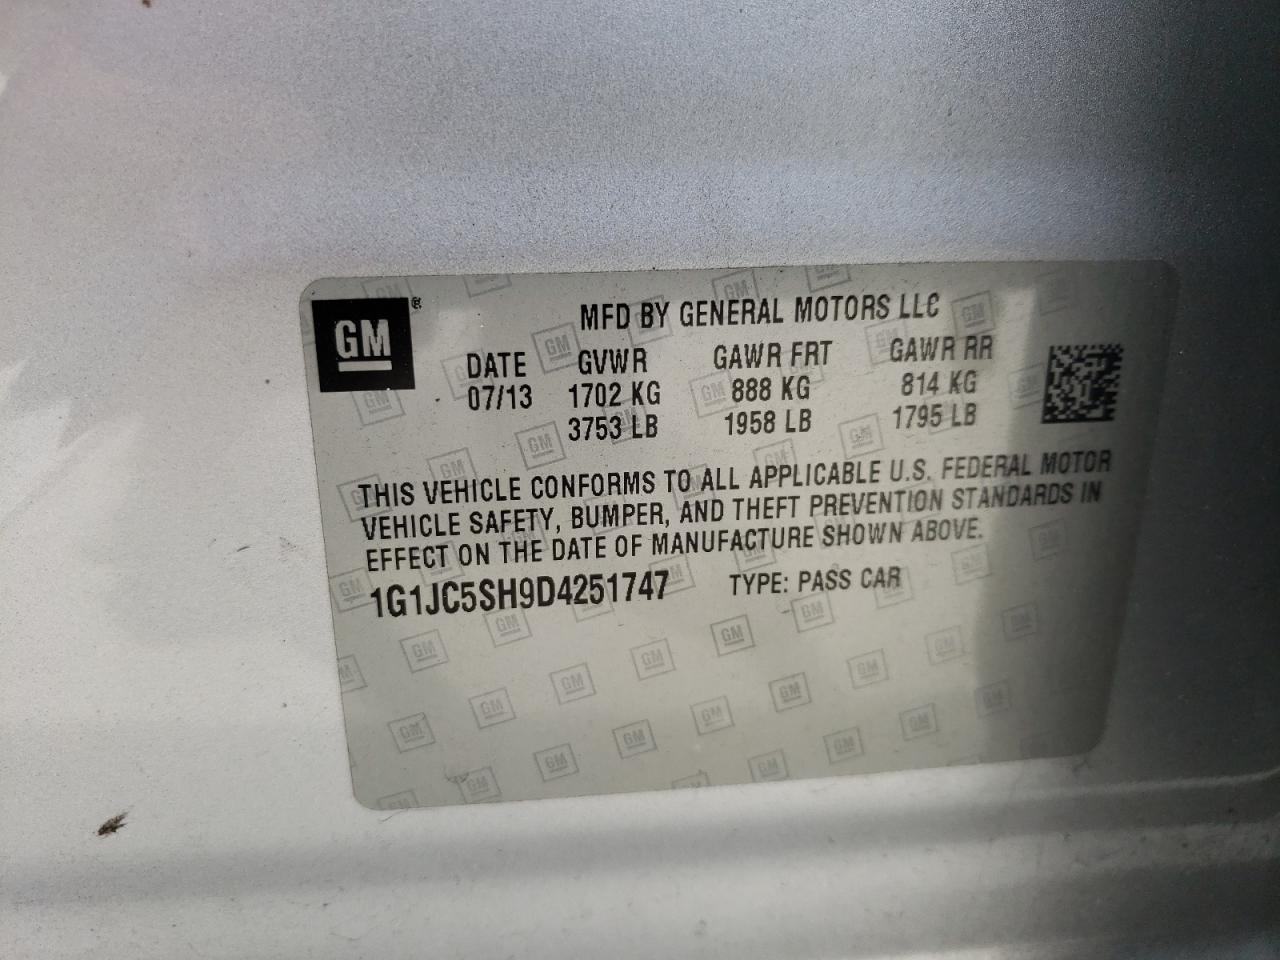 GM®
MFD BY GENERAL MOTORS LLC
DATE GVWR GAWR FRT GAWR RR
07/13 1702 KG 888 KG 814 KG
3753 LB 1958 LB 1795 LB
THIS VEHICLE CONFORMS TO ALL APPLICABLE U.S. FEDERAL MOTOR
VEHICLE SAFETY, BUMPER, AND THEFT PREVENTION STANDARDS IN
EFFECT ON THE DATE OF MANUFACTURE SHOWN ABOVE.
1G1JC5SH9D4251747 TYPE: PASS CAR